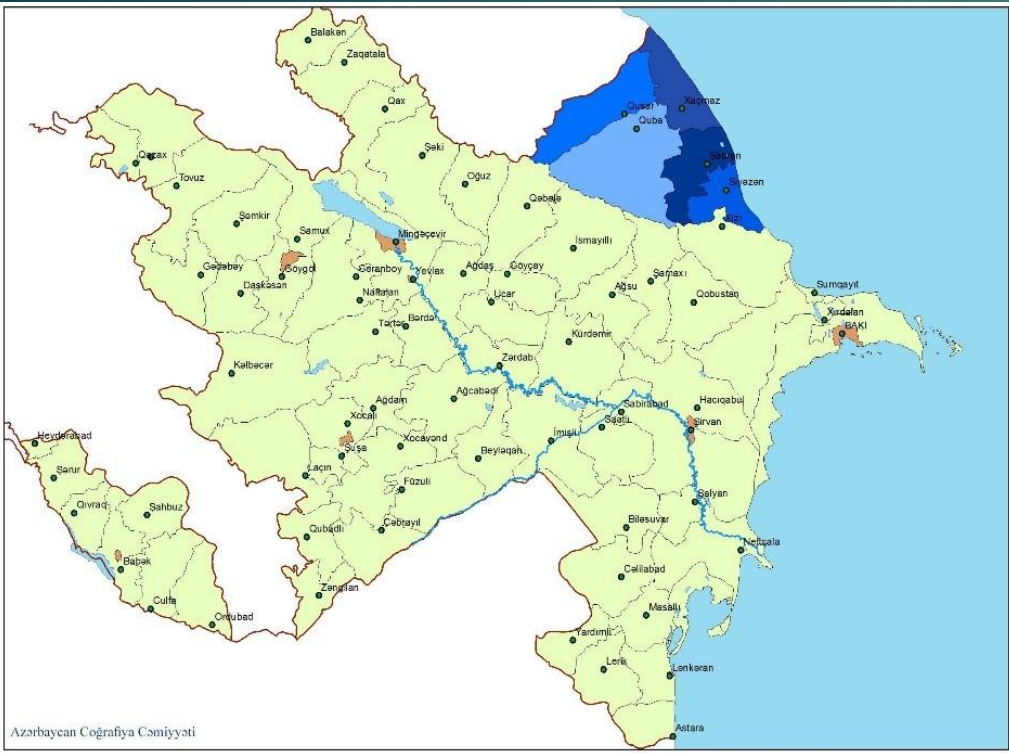 Balakən
Zaqatala
Qax
Qusar
Xaçmaz
Quba
Şəki
Qazax
Şabran
Tovuz
Oğuz
Siyəzən
Qəbələ
Şəmkir
Xızı
Samux
Mingəçevir
İsmayıllı
Gədəbəy
Göygöl
Goranboy
Yevlax
Ağdaş
Göyçay
Şamaxı
Daşkəsən
Naftalan
Ucar
Ağsu
Qobustan
Sumqayıt
Xırdalan
BAKI
Tərtər
Bərdə
Kürdəmir
Kəlbəcər
Zərdab
Ağcabədi
Ağdam
Hacıqabul
Sabirabad
Xocalı
Saatlı
Şirvan
Heydərabad
Xocavənd
İmişli
Şuşa
Beyləqan
Şərur
Laçın
Füzuli
Qıvraq
Şahbuz
Salyan
Qubadlı
Cəbrayıl
Biləsuvar
Neftçala
Babək
Cəlilabad
Zəngilan
Culfa
Ordubad
Masallı
Yardımlı
Lerik
Lənkəran
Astara
Azərbaycan Coğrafiya Cəmiyyəti